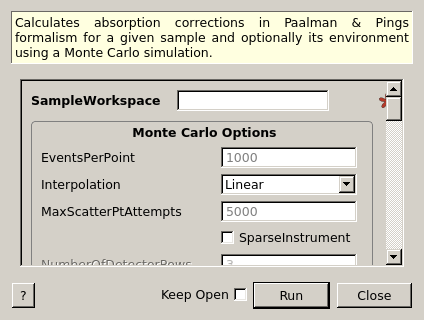 Calculates absorption corrections in Paalman & Pings
formalism for a given sample and optionally its environment
using a Monte Carlo simulation.
SampleWorkspace
Monte Carlo Options
EventsPerPoint 1000
Interpolation Linear
MaxScatterPtAttempts 5000
SparseInstrument
NumberOfDetectorRows 3
? Keep Open Run Close